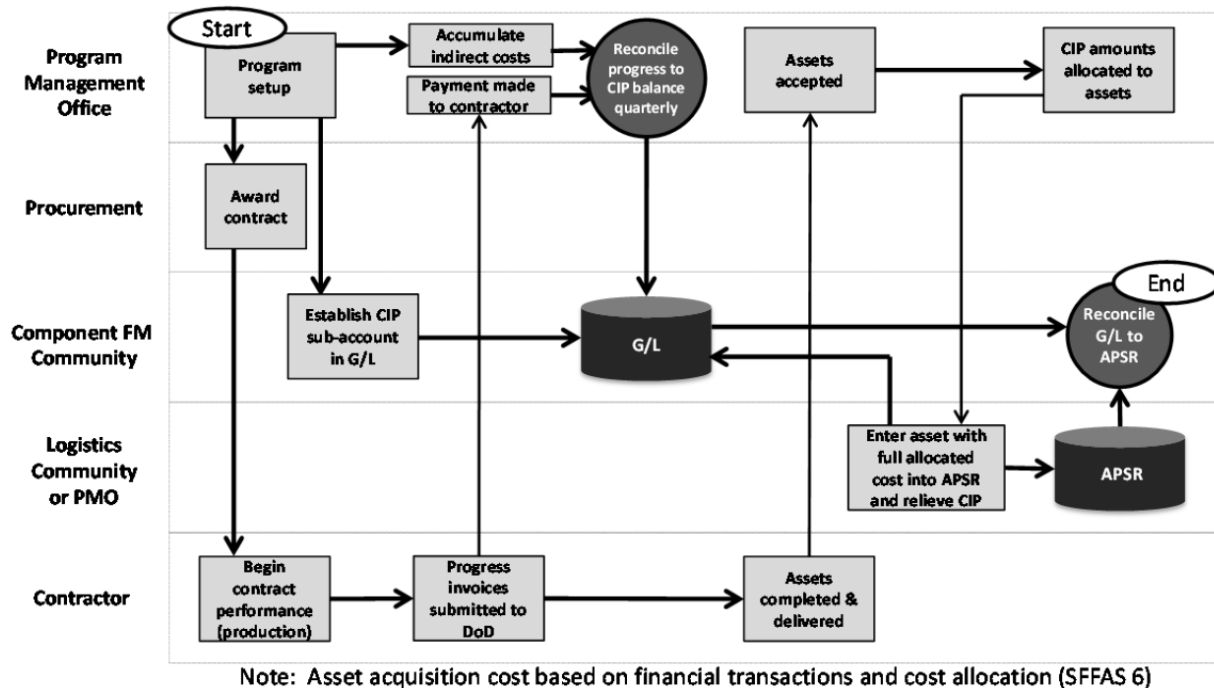 Start
Program
Management
Office
Program
setup
Accumulate
indirect costs
Payment made
to contractor
Reconcile
progress to
CIP balance
quarterly
Assets
accepted
CIP amounts
allocated to
assets
Procurement
Award
contract
Component FM
Community
Establish CIP
sub-account
in G/L
G/L
End
Reconcile
G/L to
APSR
Logistics
Community
or PMO
Enter asset with
full allocated
cost into APSR
and relieve CIP
APSR
Contractor
Begin
contract
performance
(production)
Progress
invoices
submitted to
DoD
Assets
completed &
delivered
Note: Asset acquisition cost based on financial transactions and cost allocation (SFFAS 6)